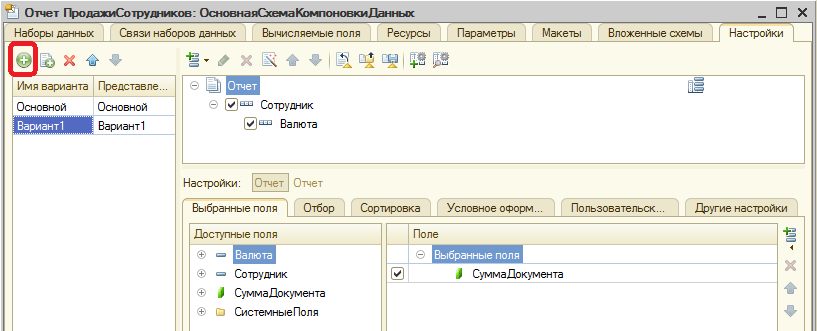 Отчет ПродажиСотрудников: ОсновнаяСхемаКомпоновкиДанных
Наборы данных Связи наборов данных Вычисляемые поля Ресурсы Параметры Макеты Вложенные схемы Настройки
Имя варианта Представле...
Основной Основной
Вариант1 Вариант1
Отчет
Сотрудник
Валюта
Настройки: Отчет Отчет
Выбранные поля Отбор Сортировка Условное оформ... Пользовательск... Другие настройки
Доступные поля Поле
Валюта Выбранные поля
Сотрудник СуммаДокумента
СуммаДокумента
СистемныеПоля